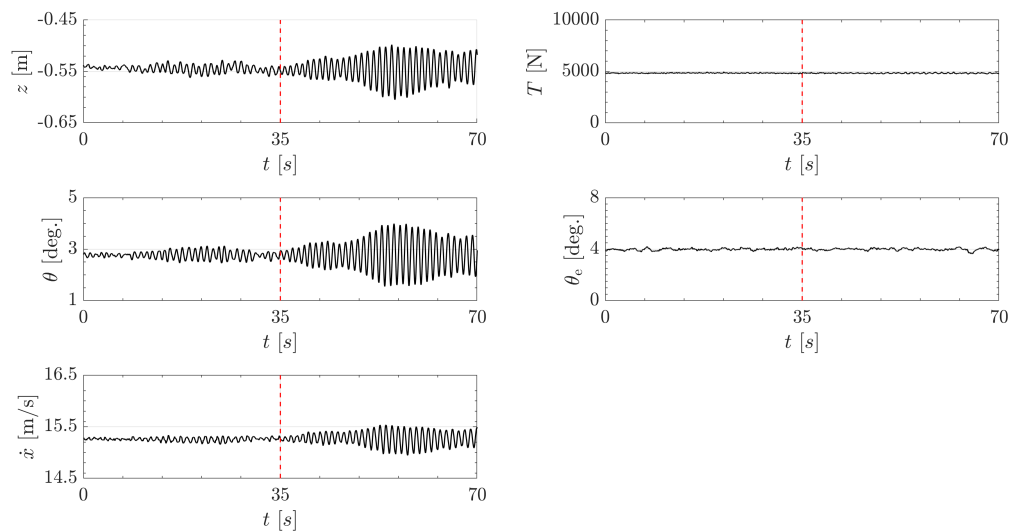 -0.45
-0.55
-0.65
z [m]
0 35 70
t [s]
10000
5000
0
T [N]
0 35 70
t [s]
5
3
1
θ [deg.]
0 35 70
t [s]
8
4
0
θe [deg.]
0 35 70
t [s]
16.5
15.5
14.5
ẋ [m/s]
0 35 70
t [s]